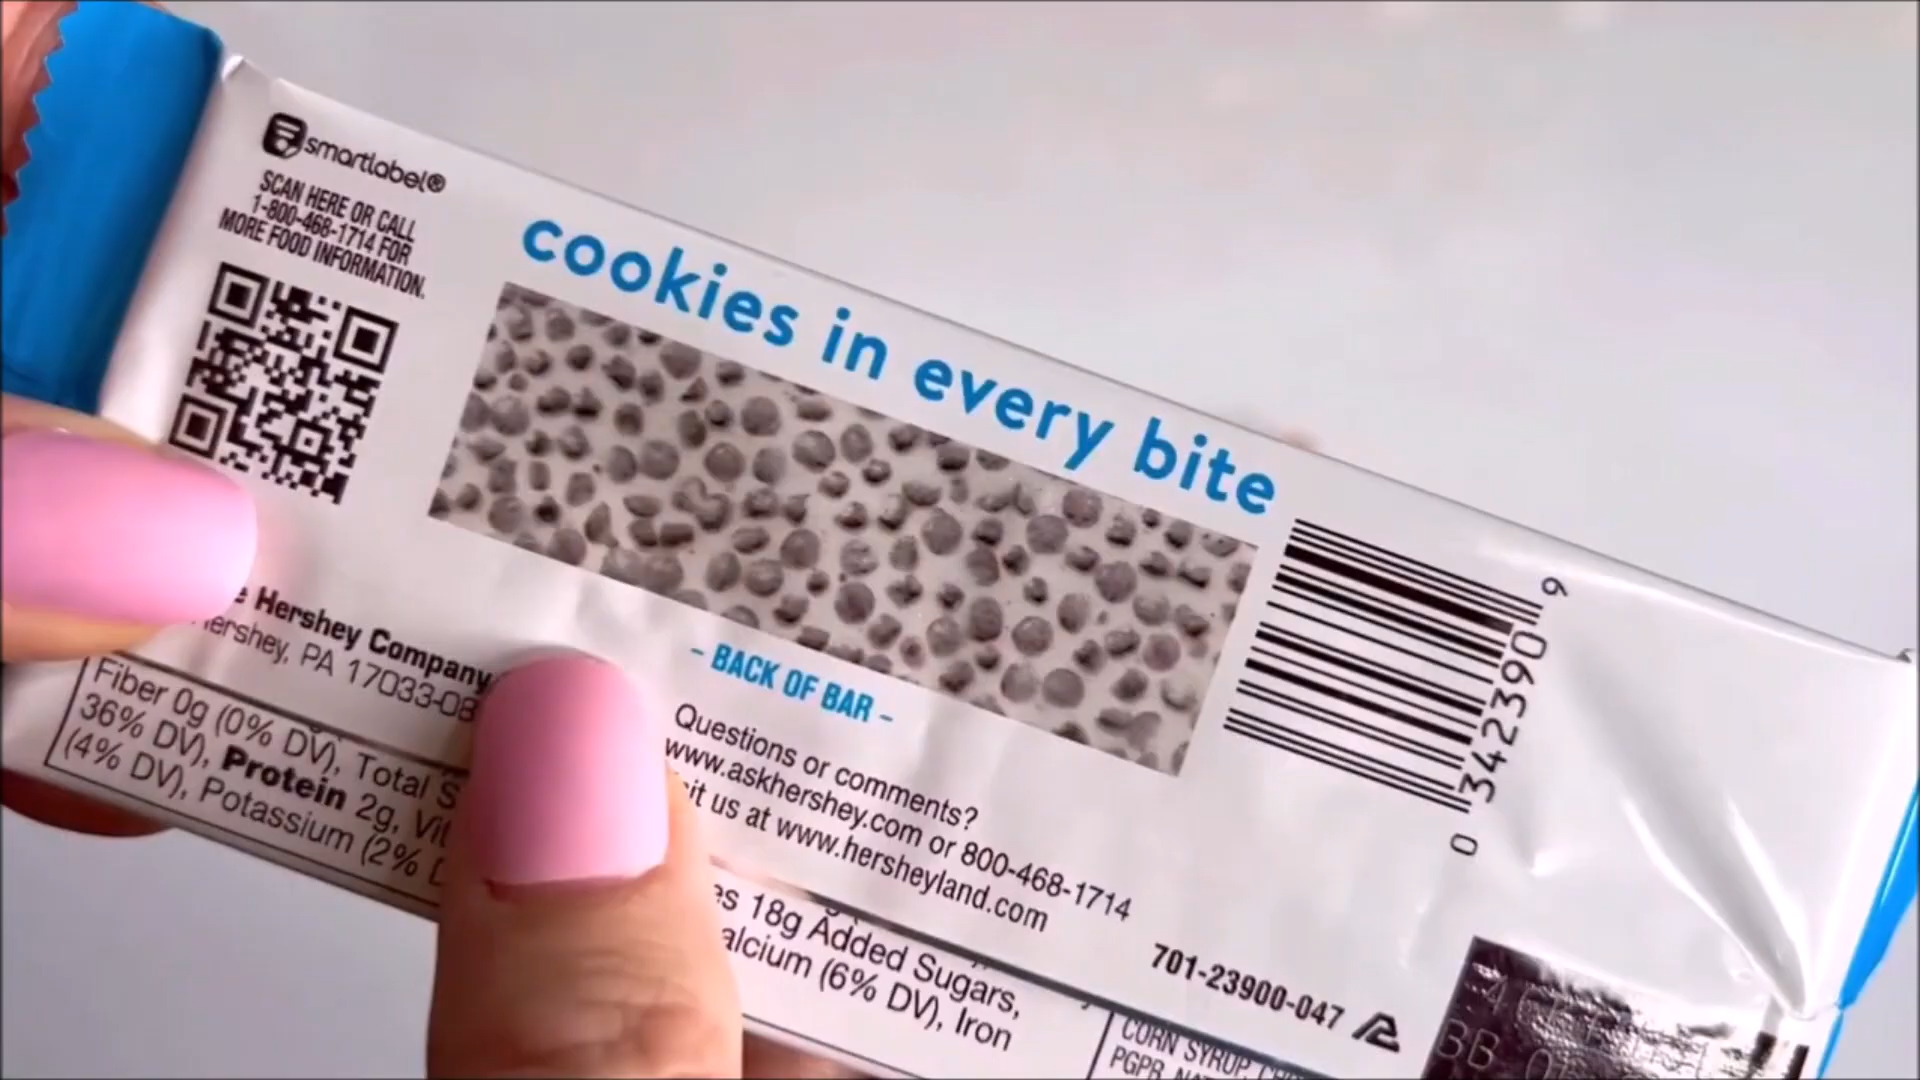 smartlabel®
SCAN HERE OR CALL
1-800-468-1714 FOR
MORE FOOD INFORMATION.
cookies in every bite
Hershey Company
Hershey, PA 17033-08
Fiber 0g (0% DV), Total
36% DV), Protein 2g, Vit
(4% DV), Potassium (2%
- BACK OF BAR -
Questions or comments?
www.askhershey.com or 800-468-1714
it us at www.hersheyland.com
es 18g Added Sugars,
alcium (6% DV), Iron
701-23900-047
0 3423390 9
CORN SYRUP,
PGPR,
BB